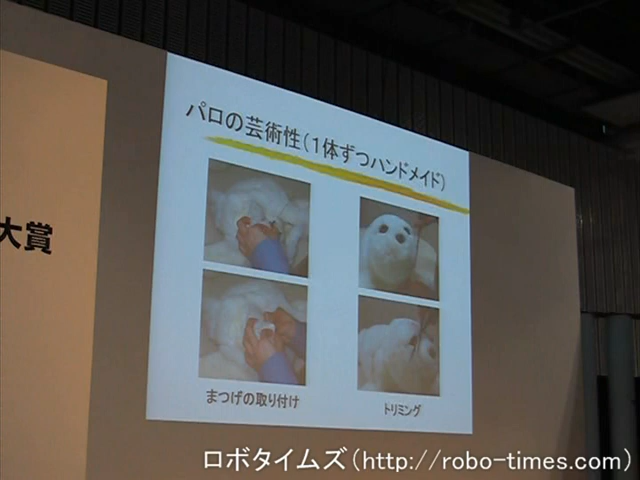 パロの芸術性(1体ずつハンドメイド)
大賞
まつげの取り付け
トリミング
ロボタイムズ(http://robo-times.com)